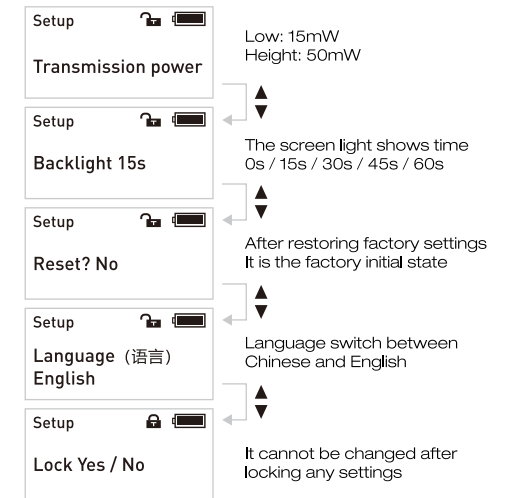 Setup
Transmission power
Low: 15mW
Height: 50mW
Setup
Backlight 15s
The screen light shows time
0s / 15s / 30s / 45s / 60s
Setup
Reset? No
After restoring factory settings
It is the factory initial state
Setup
Language（语言）
English
Language switch between
Chinese and English
Setup
Lock Yes / No
It cannot be changed after
locking any settings